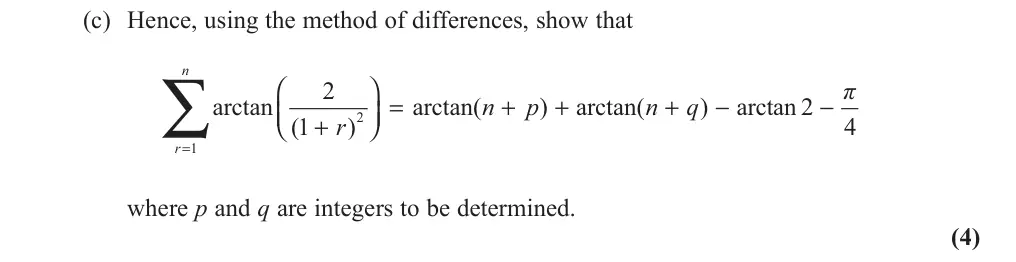 (c) Hence, using the method of differences, show that
n
∑ arctan(2/(1 + r)²) = arctan(n + p) + arctan(n + q) − arctan 2 − π/4
r=1
where p and q are integers to be determined.
(4)